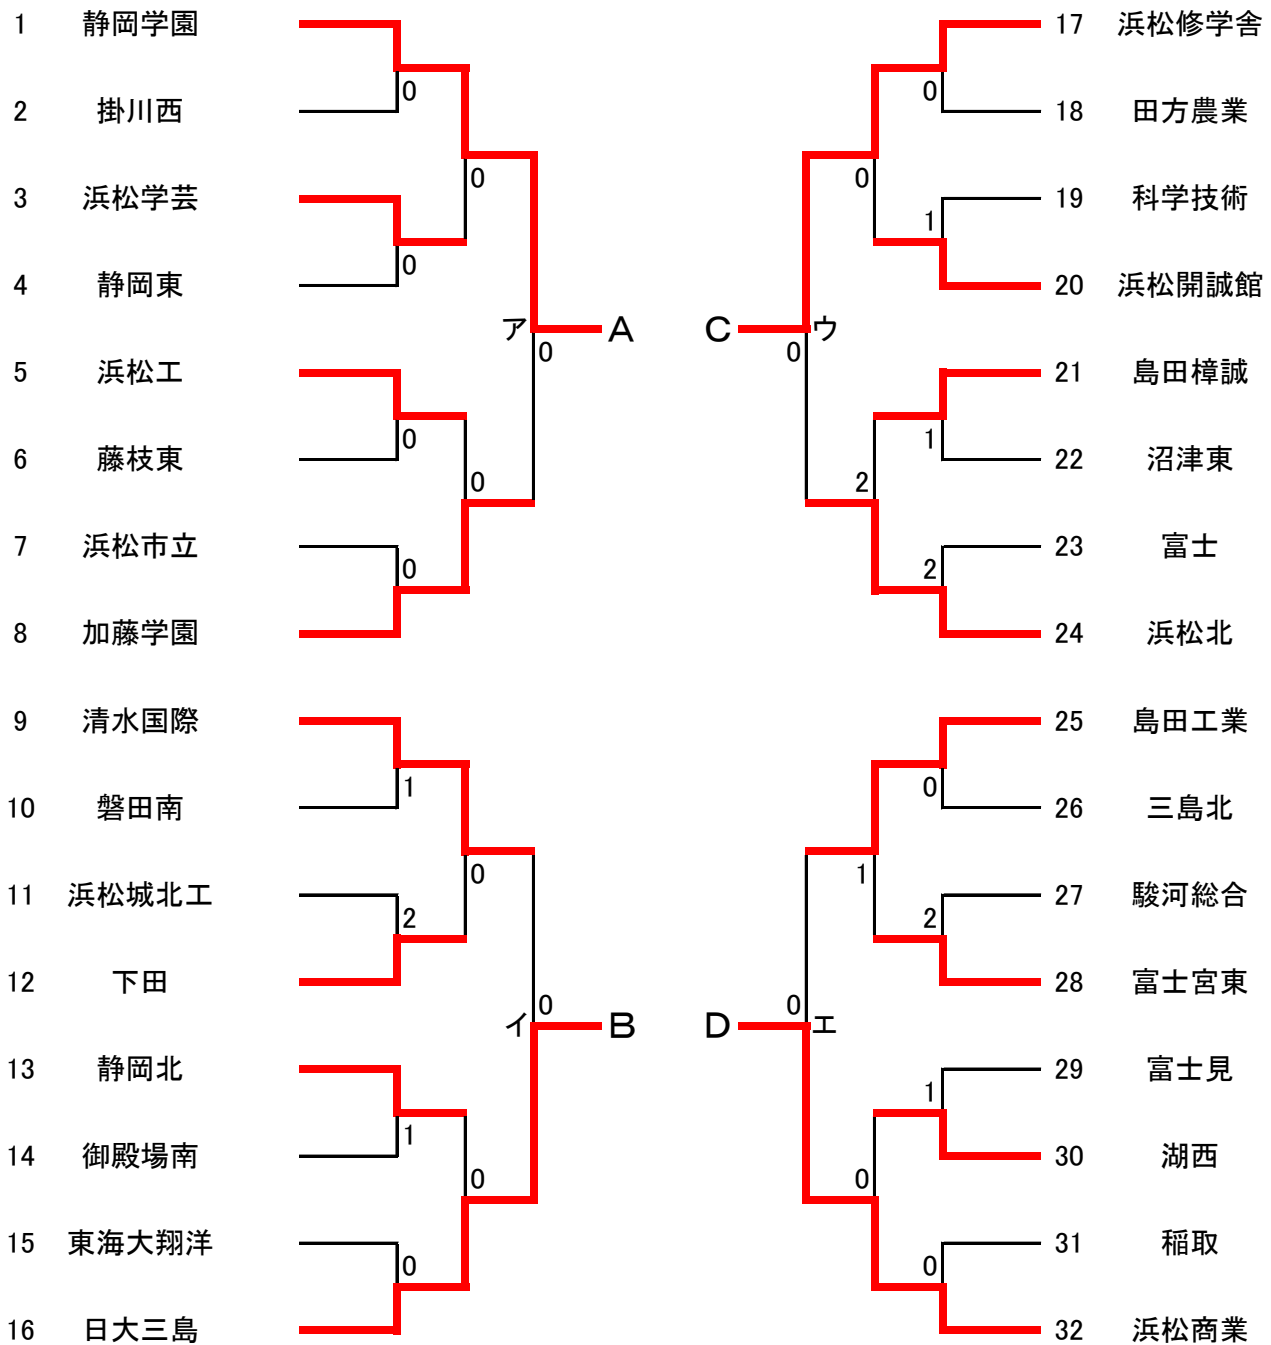 1 静岡学園
0
2 掛川西
0
3 浜松学芸
0
4 静岡東
ア A
0
5 浜松工
0
6 藤枝東
0
7 浜松市立
0
8 加藤学園
9 清水国際
1
10 磐田南
0
11 浜松城北工
2
12 下田
0
イ B
13 静岡北
1
14 御殿場南
0
15 東海大翔洋
0
16 日大三島
17 浜松修学舎
0
18 田方農業
0
19 科学技術
1
20 浜松開誠館
C ウ
0
21 島田樟誠
1
22 沼津東
2
23 富士
2
24 浜松北
25 島田工業
0
26 三島北
1
27 駿河総合
2
28 富士宮東
0
D エ
29 富士見
1
30 湖西
0
31 稲取
0
32 浜松商業